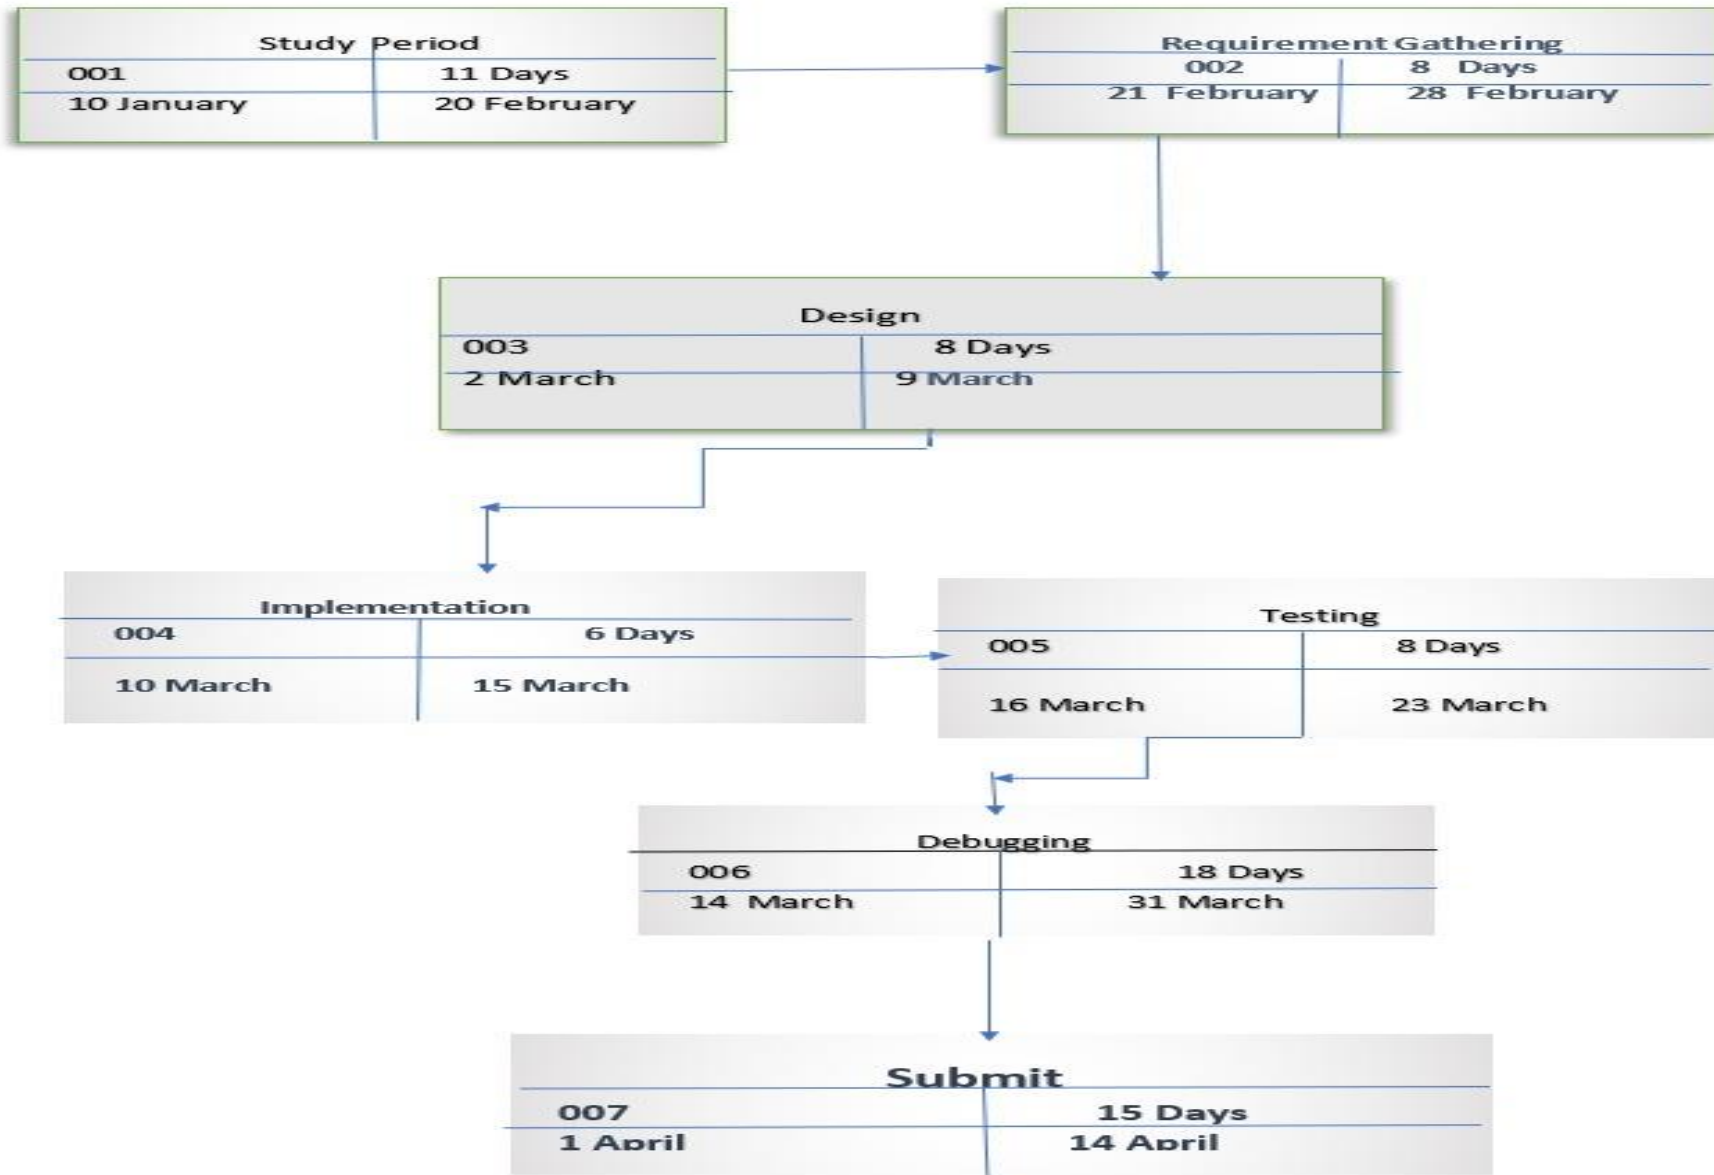 Study Period
001 11 Days
10 January 20 February
Requirement Gathering
002 8 Days
21 February 28 February
Design
003 8 Days
2 March 9 March
Implementation
004 6 Days
10 March 15 March
Testing
005 8 Days
16 March 23 March
Debugging
006 18 Days
14 March 31 March
Submit
007 15 Days
1 April 14 April